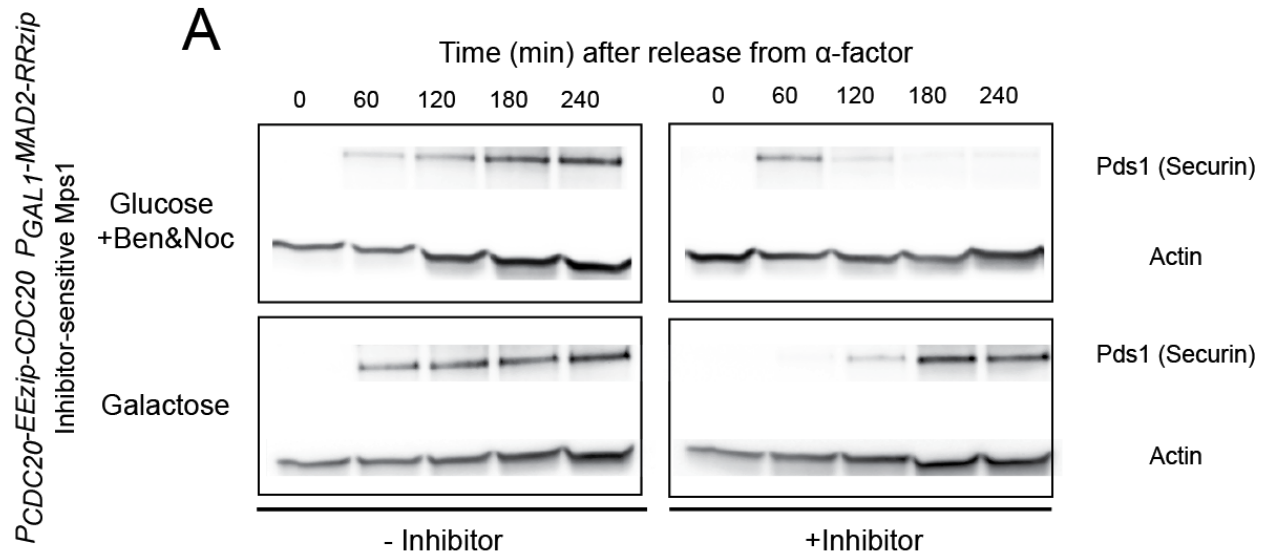 A
Time (min) after release from α-factor
0 60 120 180 240
0 60 120 180 240
PCDC20-EEzip-CDC20 PGAL1-MAD2-RRzip
Inhibitor-sensitive Mps1
Glucose
+Ben&Noc
Pds1 (Securin)
Actin
Galactose
Pds1 (Securin)
Actin
- Inhibitor
+Inhibitor